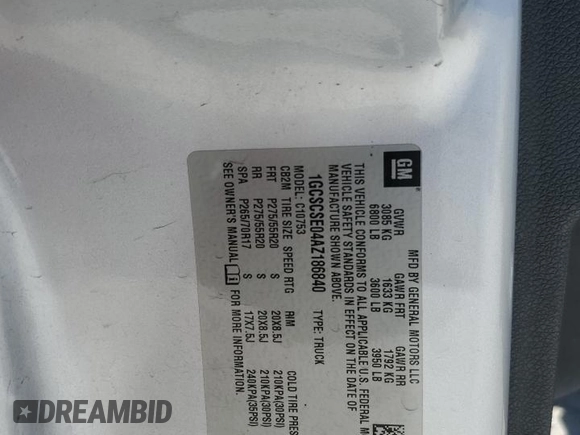 GM
MFD BY GENERAL MOTORS LLC
GVWR GAWR FRT GAWR RR
3085 KG 1633 KG 1792 KG
6800 LB 3600 LB 3950 LB
THIS VEHICLE CONFORMS TO ALL APPLICABLE U.S. FEDERAL M
VEHICLE SAFETY STANDARDS IN EFFECT ON THE DATE OF
MANUFACTURE SHOWN ABOVE.
1GCSCSE04AZ186840 TYPE: TRUCK
MODEL: C10753
CB2M TIRE SIZE SPEED RTG RIM COLD TIRE PRES
FRT P275/55R20 S 20X8.5J 210KPA(30PSI)
RR P275/55R20 S 20X8.5J 210KPA(30PSI)
SPA P265/70R17 S 17X7.5J 240KPA(35PSI)
SEE OWNER'S MANUAL FOR MORE INFORMATION.
DREAMBID